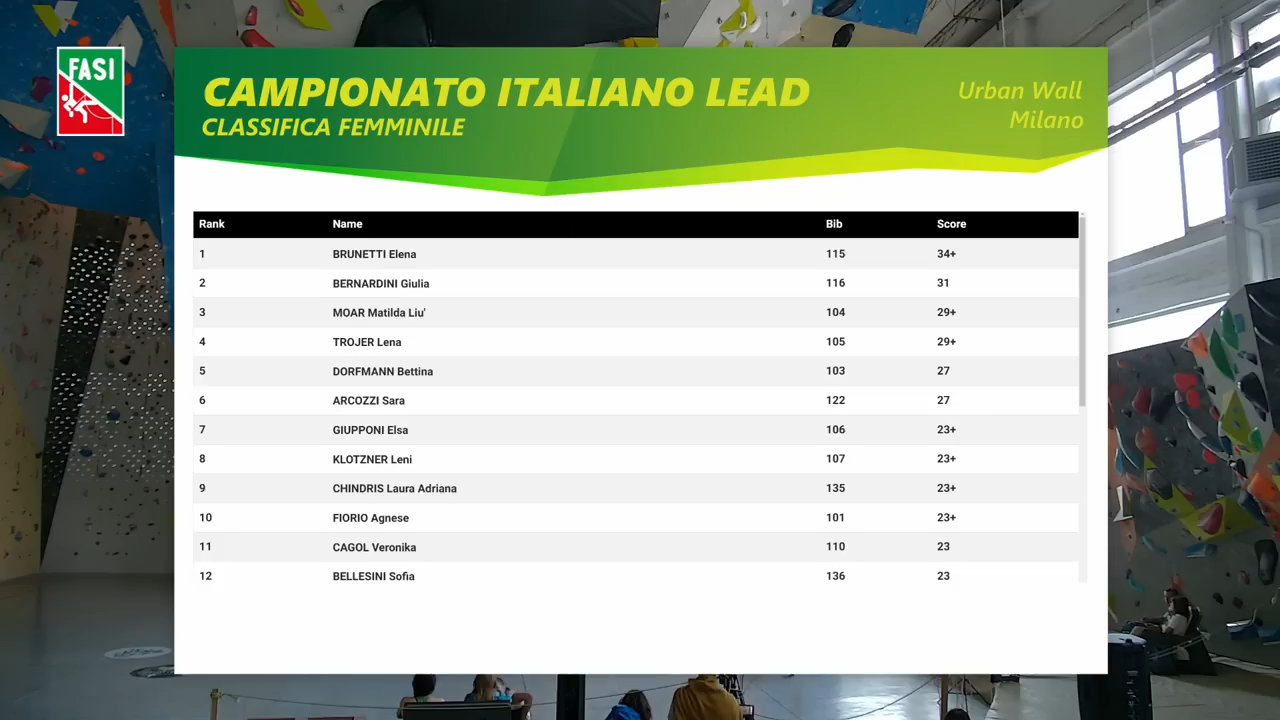 FASI
CAMPIONATO ITALIANO LEAD
CLASSIFICA FEMMINILE
Urban Wall
Milano
Rank Name Bib Score
1 BRUNETTI Elena 115 34+
2 BERNARDINI Giulia 116 31
3 MOAR Matilda Liu' 104 29+
4 TROJER Lena 105 29+
5 DORFMANN Bettina 103 27
6 ARCOZZI Sara 122 27
7 GIUPPONI Elsa 106 23+
8 KLOTZNER Leni 107 23+
9 CHINDRIS Laura Adriana 135 23+
10 FIORIO Agnese 101 23+
11 CAGOL Veronika 110 23
12 BELLESINI Sofia 136 23